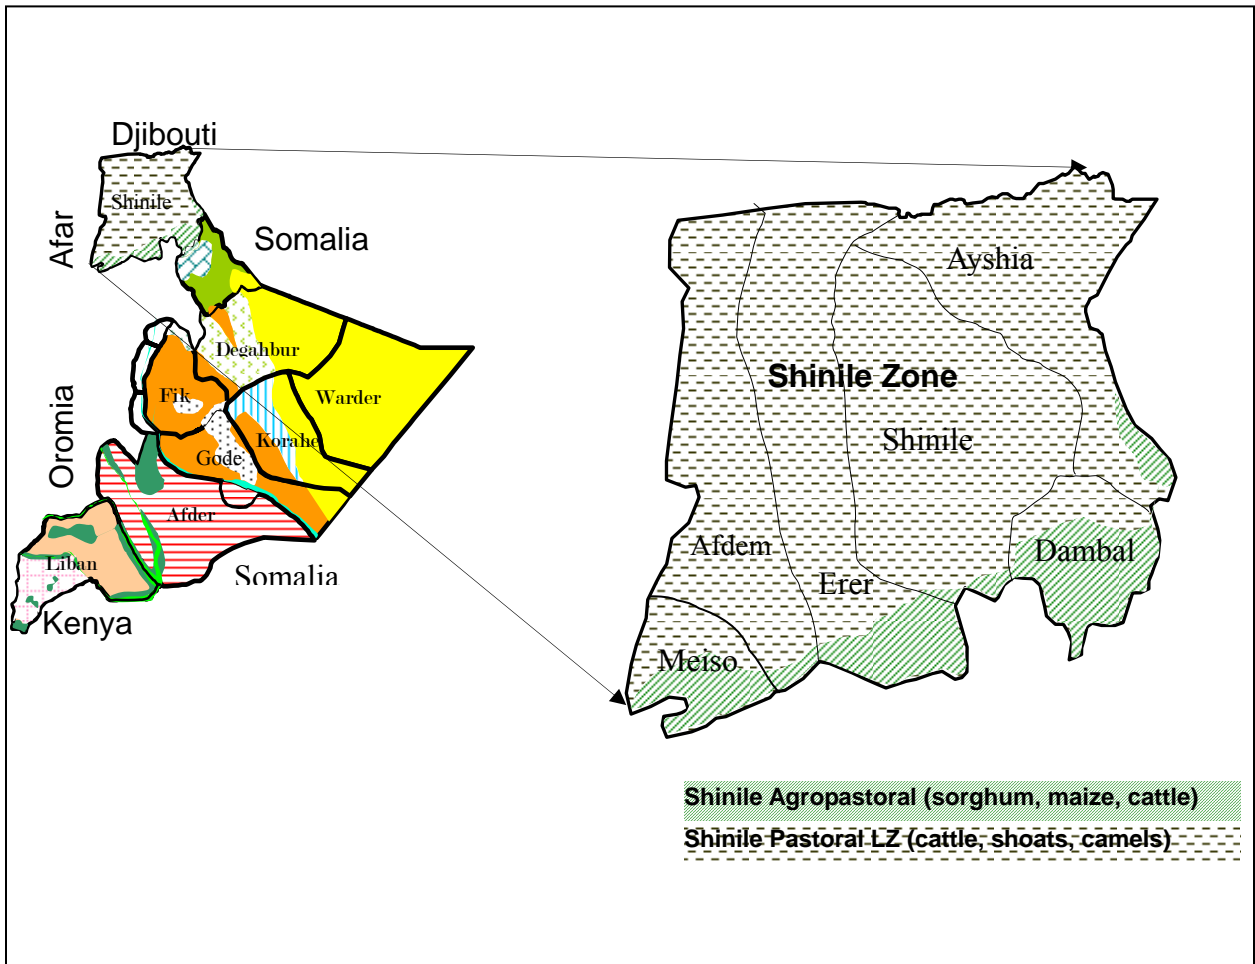 Djibouti
Shinile
Afar
Somalia
Degahbur
Fik
Warder
Oromia
Korahe
Gode
Afder
Liban
Somalia
Kenya
Ayshia
Shinile Zone
Shinile
Afdem
Dambal
Erer
Meiso
Shinile Agropastoral (sorghum, maize, cattle)
Shinile Pastoral LZ (cattle, shoats, camels)